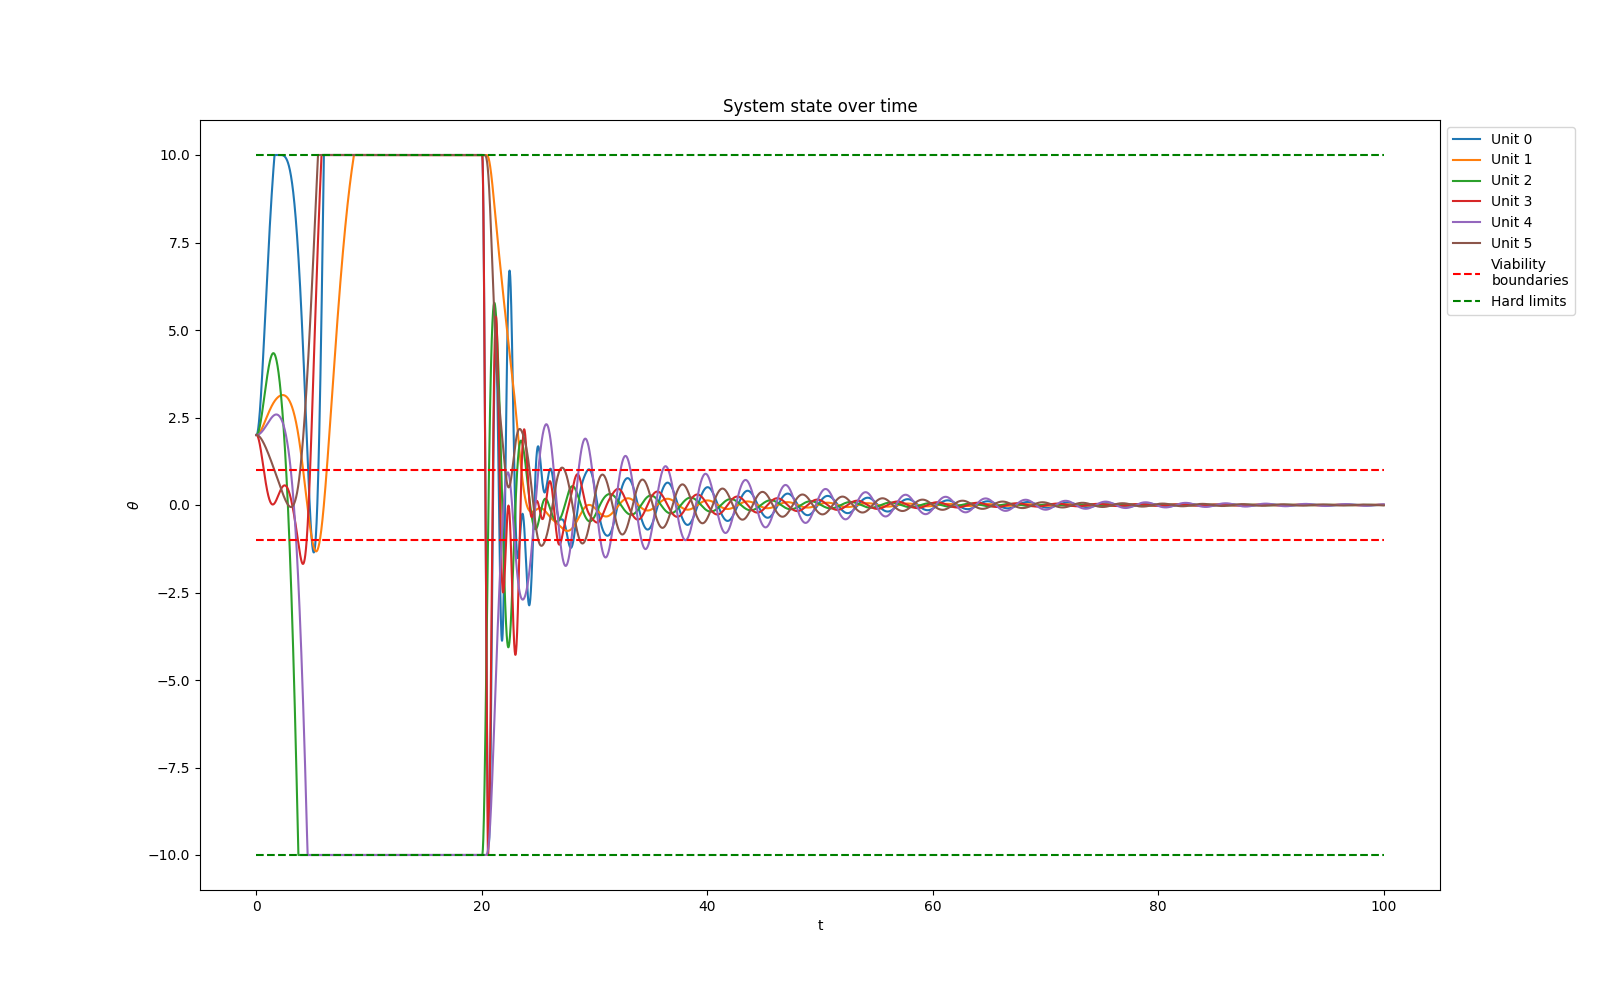 System state over time
10.0
7.5
5.0
2.5
0.0
−2.5
−5.0
−7.5
−10.0
θ
0
20
40
60
80
100
t
Unit 0
Unit 1
Unit 2
Unit 3
Unit 4
Unit 5
Viability
boundaries
Hard limits